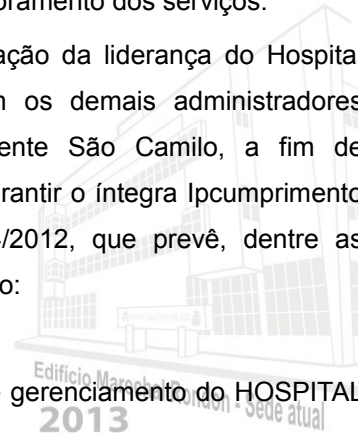 oramento dos serviços.
ação da liderança do Hospita
m os demais administradores
ente São Camilo, a fim de
rantir o íntegra Ipcumprimento
/2012, que prevê, dentre as
o:
e gerenciamento do HOSPITAL
Edifício Marechal Rondon - Sede atual
2013